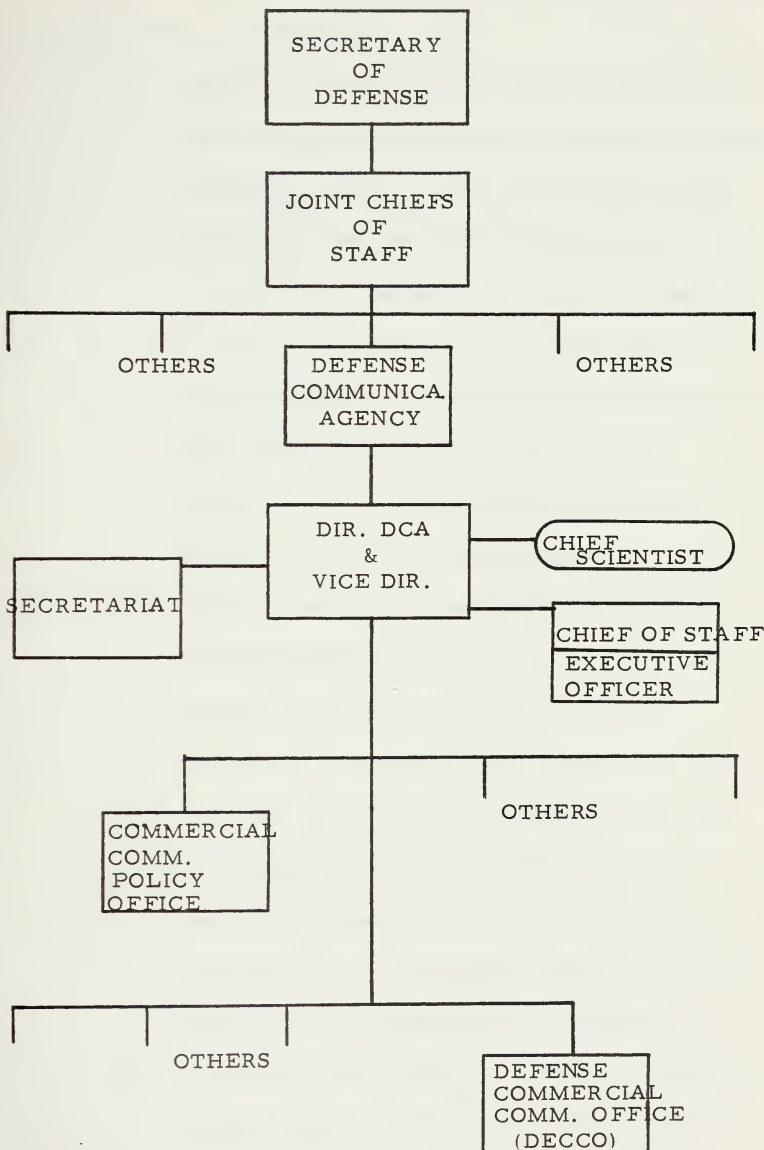 SECRETARY
OF
DEFENSE
JOINT CHIEFS
OF
STAFF
OTHERS
DEFENSE
COMMUNICA.
AGENCY
OTHERS
DIR. DCA
&
VICE DIR.
CHIEF
SCIENTIST
SECRETARIAT
CHIEF OF STAFF
EXECUTIVE
OFFICER
OTHERS
COMMERCIAL
COMM.
POLICY
OFFICE
OTHERS
DEFENSE
COMMERCIAL
COMM. OFFICE
(DECCO)